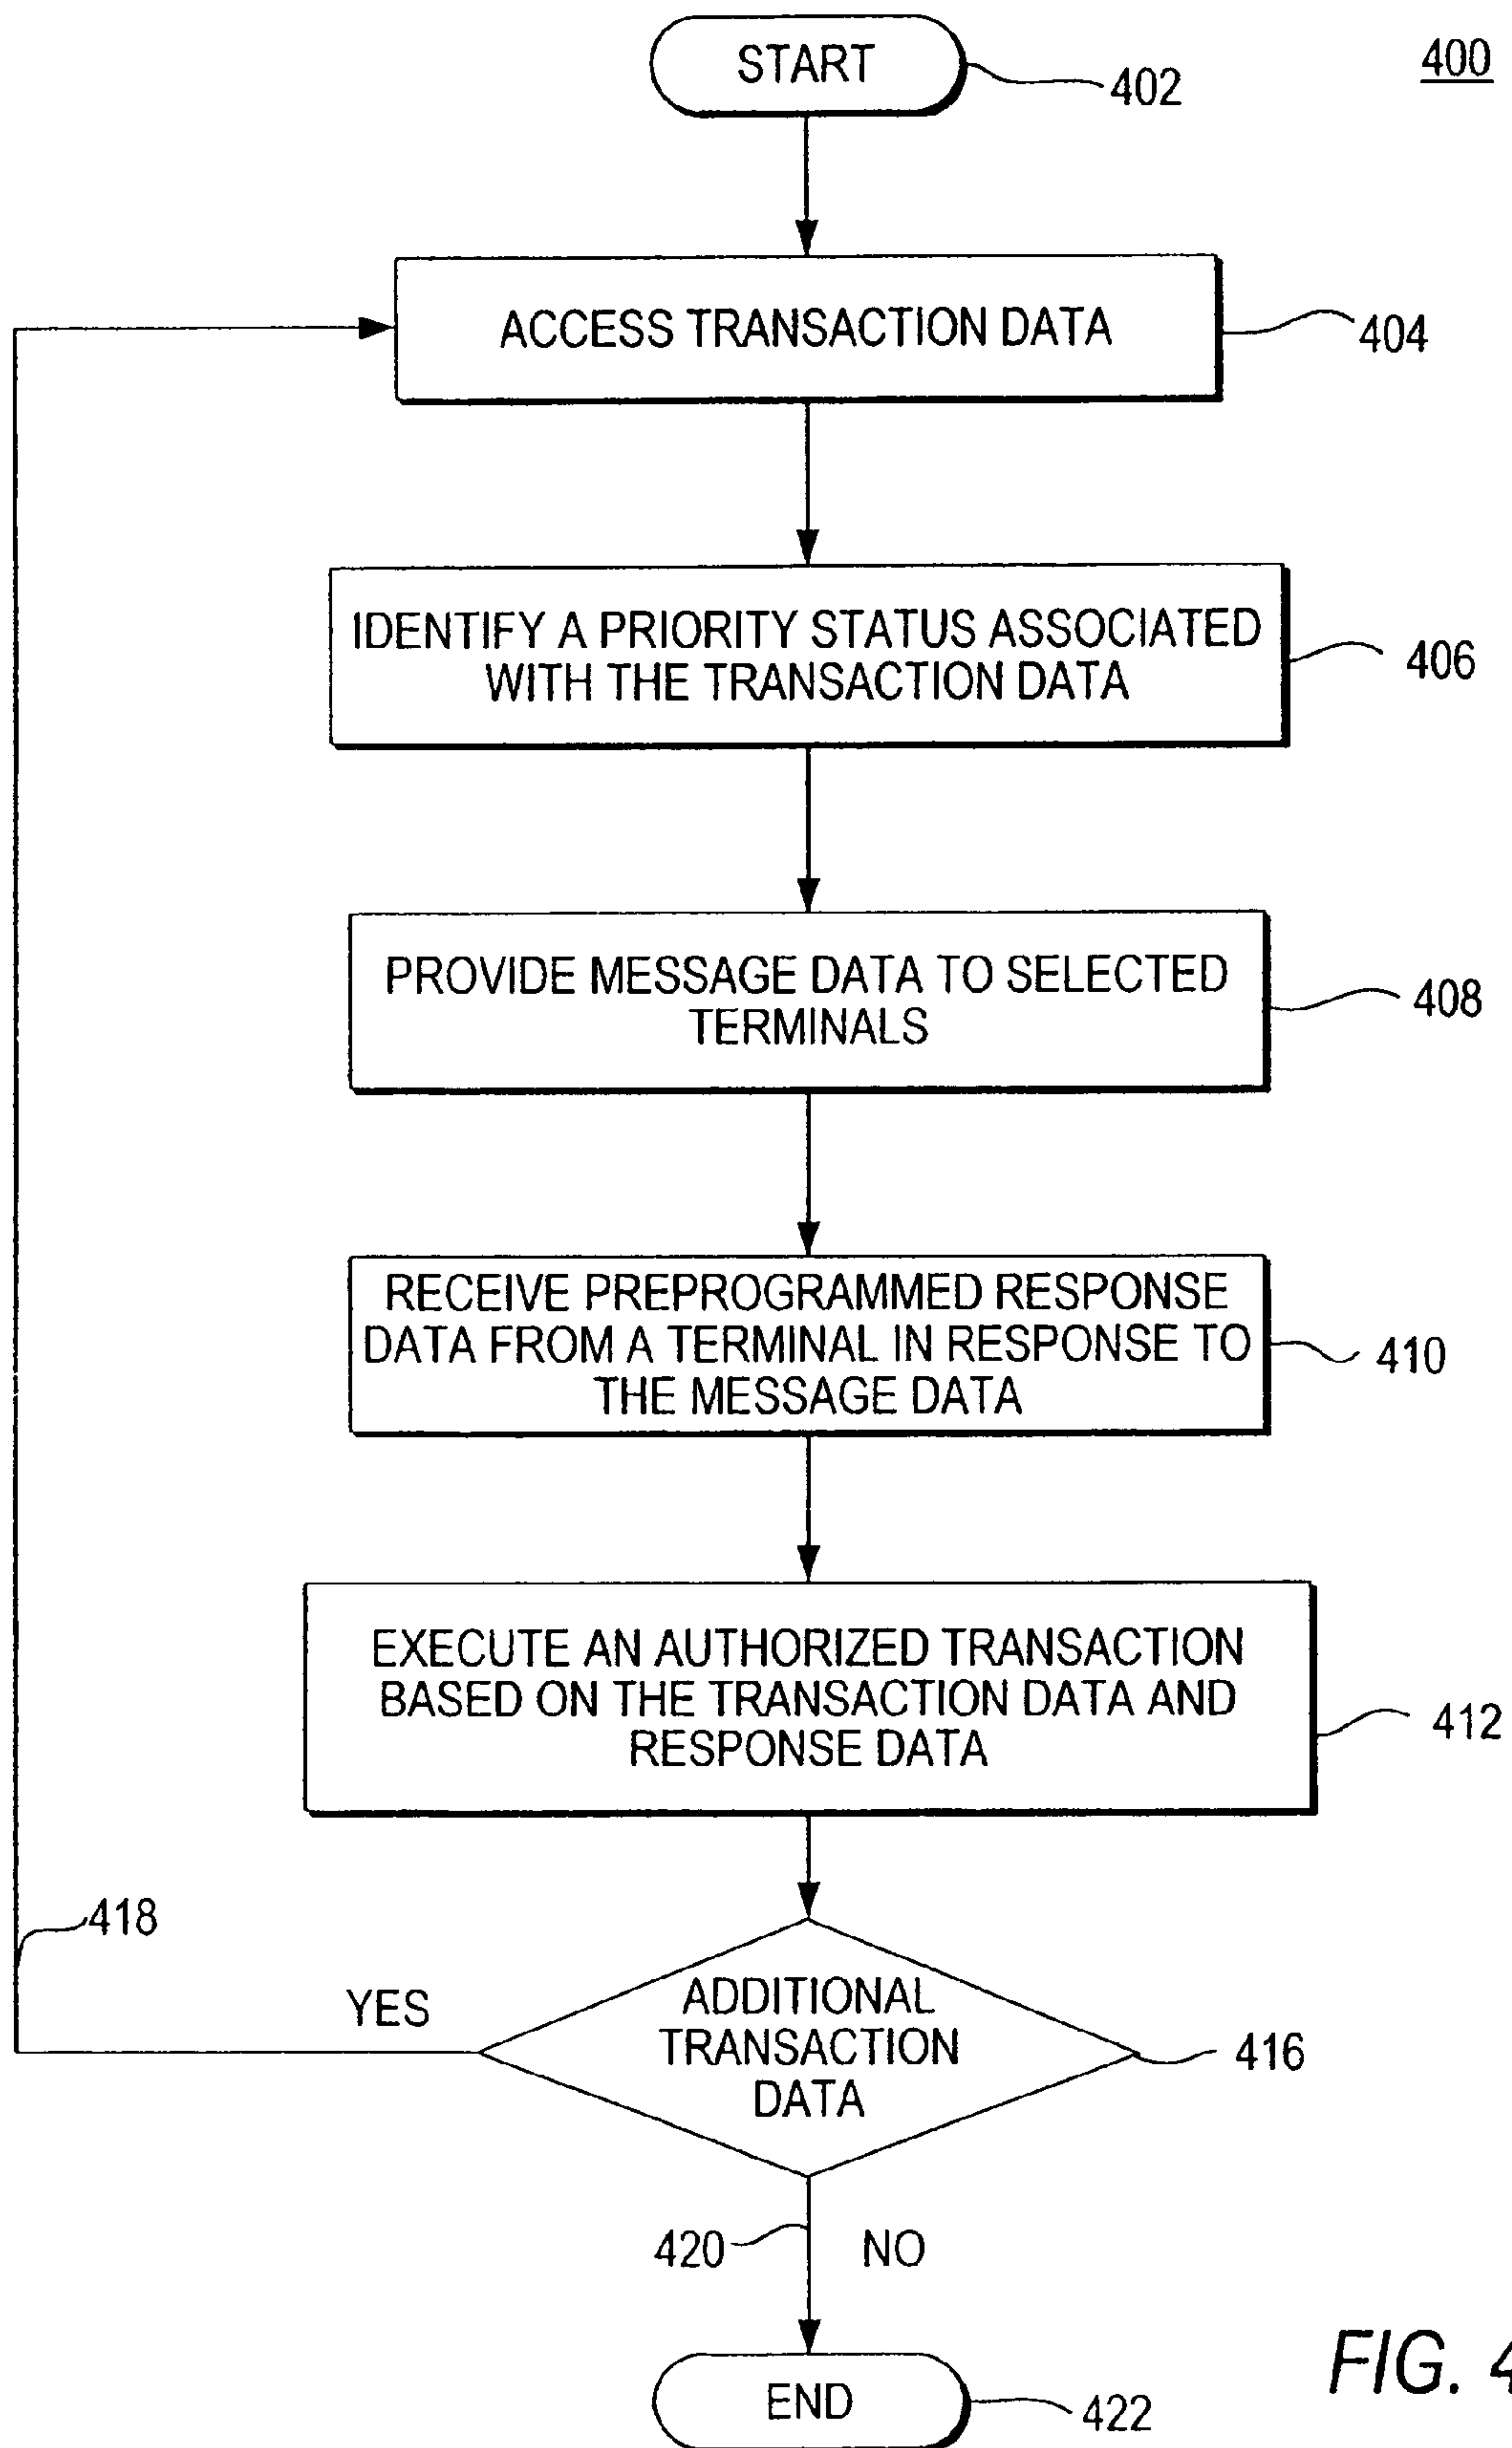 START
402
400
ACCESS TRANSACTION DATA
404
IDENTIFY A PRIORITY STATUS ASSOCIATED
WITH THE TRANSACTION DATA
406
PROVIDE MESSAGE DATA TO SELECTED
TERMINALS
408
RECEIVE PREPROGRAMMED RESPONSE
DATA FROM A TERMINAL IN RESPONSE TO
THE MESSAGE DATA
410
EXECUTE AN AUTHORIZED TRANSACTION
BASED ON THE TRANSACTION DATA AND
RESPONSE DATA
412
418
YES
ADDITIONAL
TRANSACTION
DATA
416
420
NO
END
422
FIG. 4